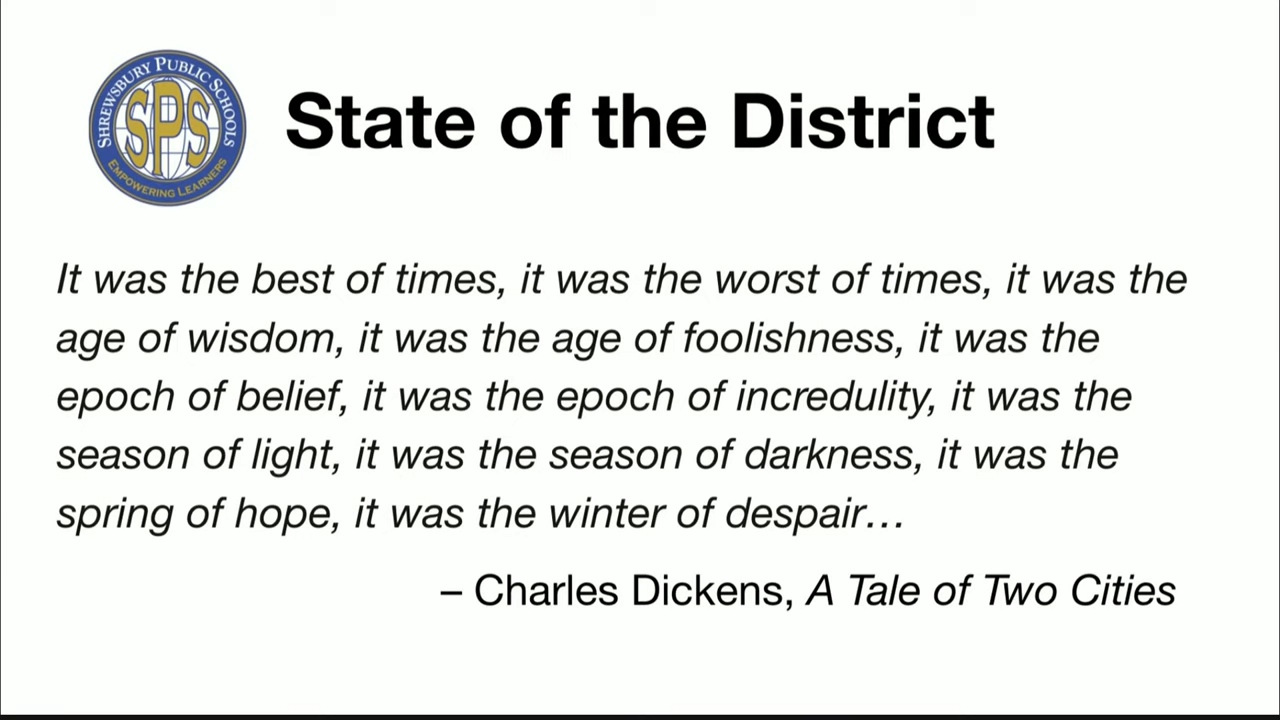 SHREWSBURY PUBLIC SCHOOLS
SPS
EMPOWERING LEARNERS
State of the District
It was the best of times, it was the worst of times, it was the
age of wisdom, it was the age of foolishness, it was the
epoch of belief, it was the epoch of incredulity, it was the
season of light, it was the season of darkness, it was the
spring of hope, it was the winter of despair…
– Charles Dickens, A Tale of Two Cities